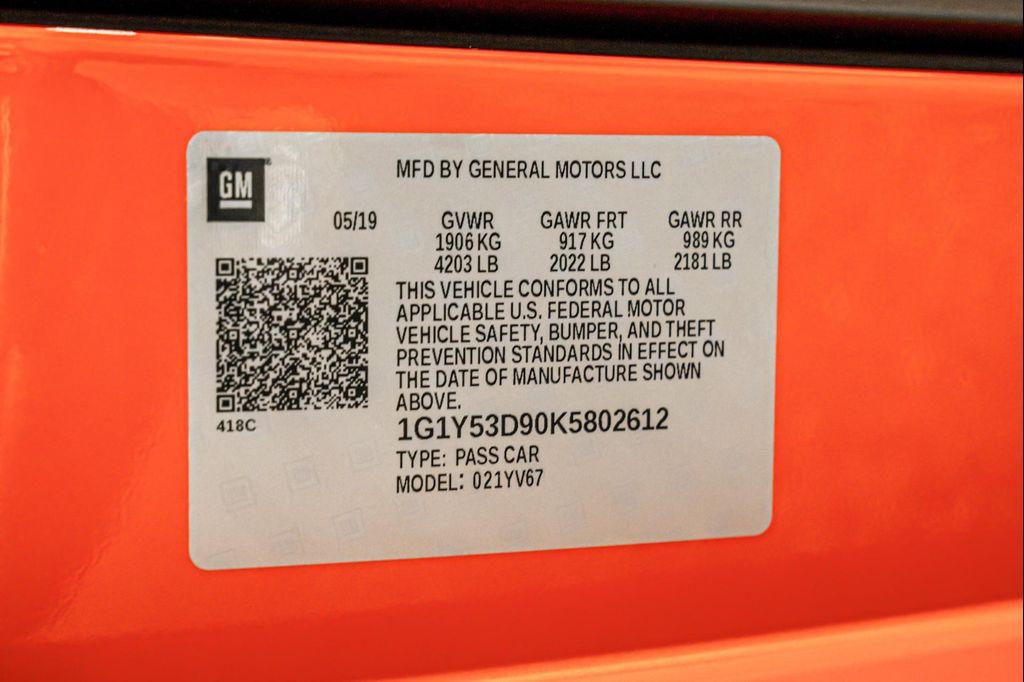 GM
MFD BY GENERAL MOTORS LLC
05/19 GVWR GAWR FRT GAWR RR
1906 KG 917 KG 989 KG
4203 LB 2022 LB 2181 LB
THIS VEHICLE CONFORMS TO ALL
APPLICABLE U.S. FEDERAL MOTOR
VEHICLE SAFETY, BUMPER, AND THEFT
PREVENTION STANDARDS IN EFFECT ON
THE DATE OF MANUFACTURE SHOWN
ABOVE.
418C
1G1Y53D90K5802612
TYPE: PASS CAR
MODEL: 021YV67